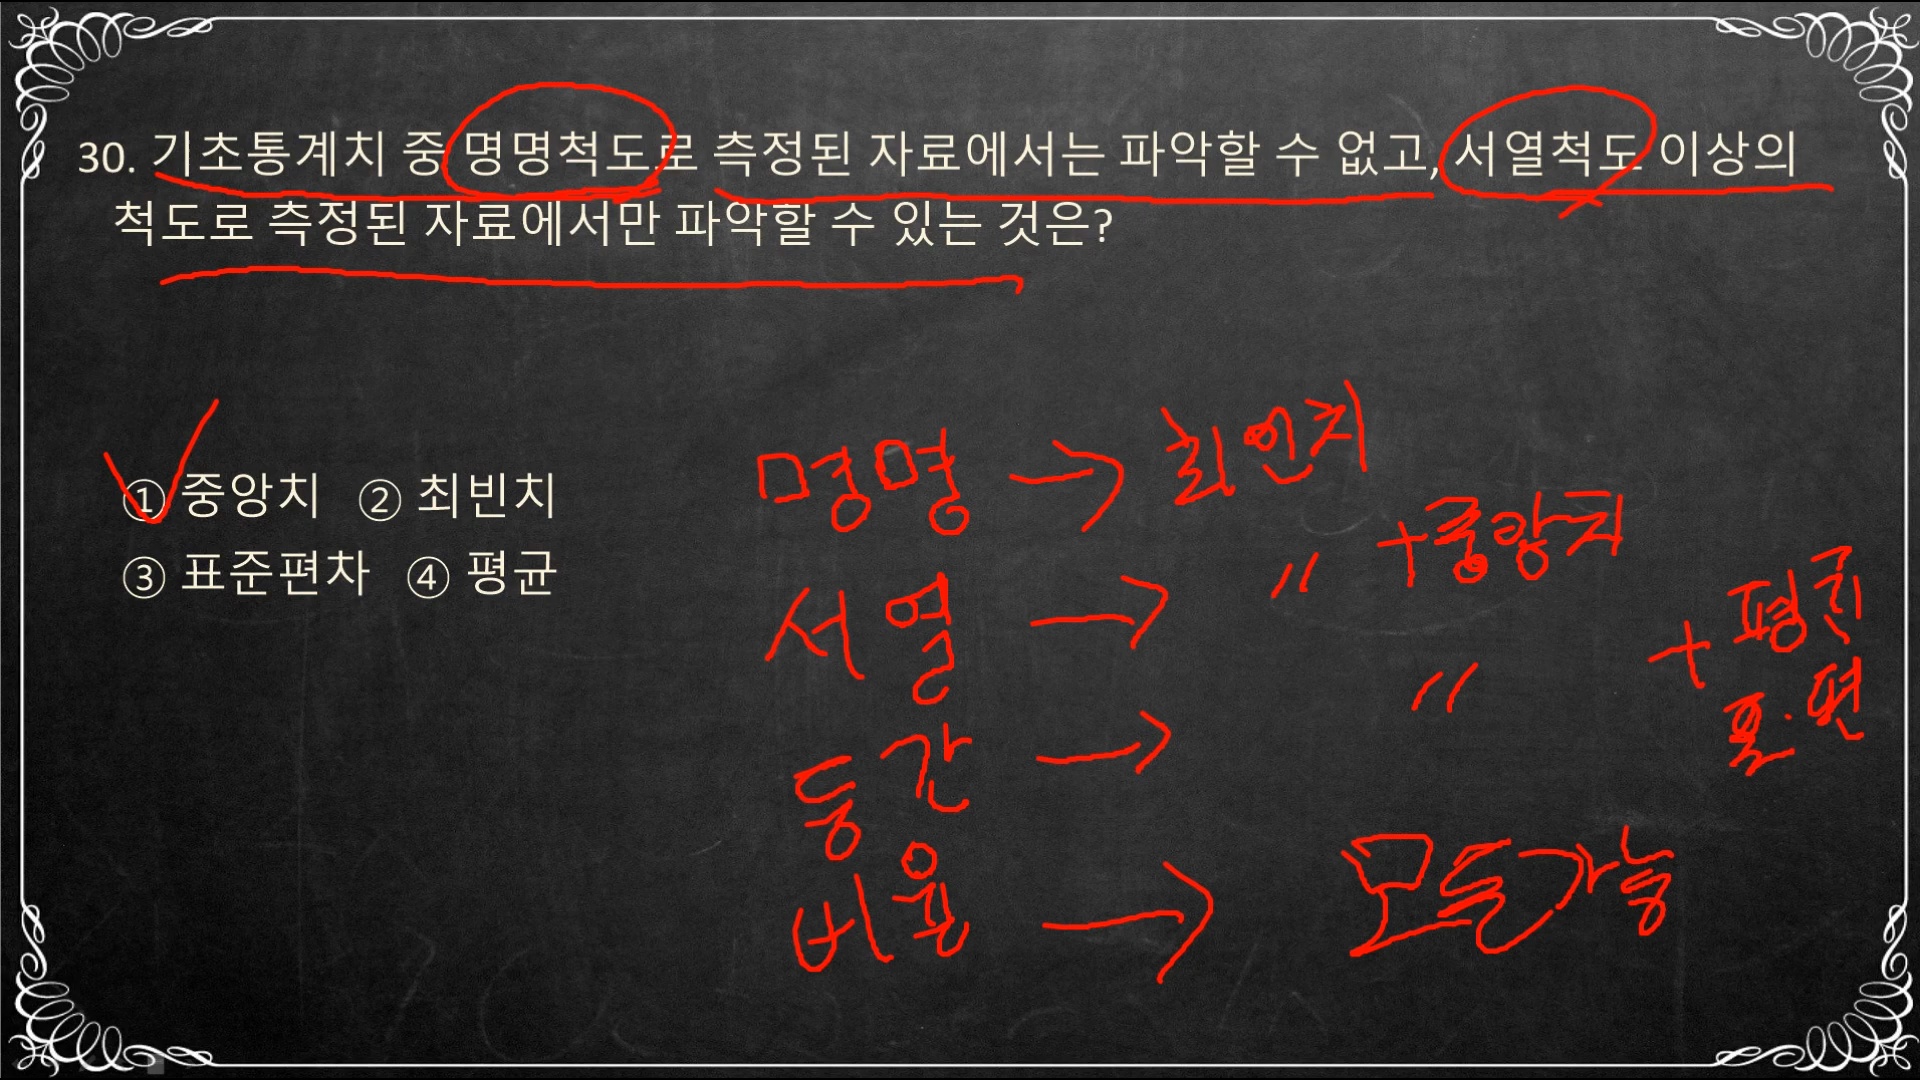 30. 기초통계치 중 명명척도로 측정된 자료에서는 파악할 수 없고, 서열척도 이상의
척도로 측정된 자료에서만 파악할 수 있는 것은?
① 중앙치 ② 최빈치
③ 표준편차 ④ 평균
명명 → 최빈치
서열 → 〃 + 중앙치
등간 → 〃 + 평균
표.편
비율 → 모든가능